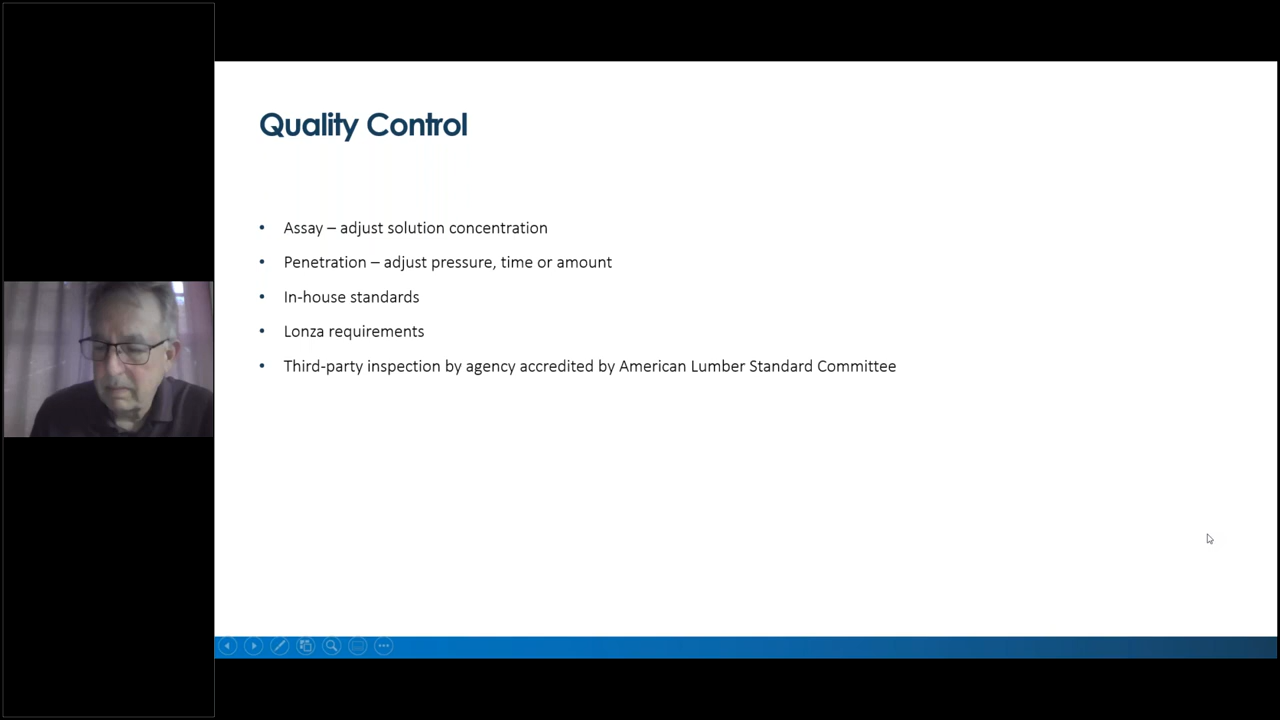 Quality Control
• Assay – adjust solution concentration
• Penetration – adjust pressure, time or amount
• In-house standards
• Lonza requirements
• Third-party inspection by agency accredited by American Lumber Standard Committee